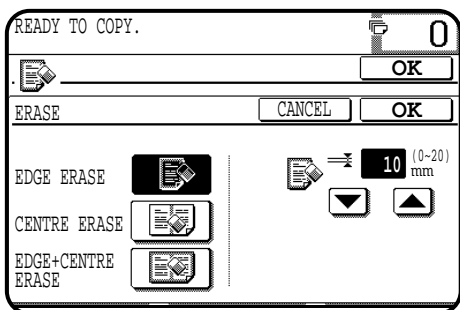 READY TO COPY.
0
OK
ERASE
CANCEL
OK
EDGE ERASE
10 (0~20)
mm
CENTRE ERASE
EDGE+CENTRE
ERASE